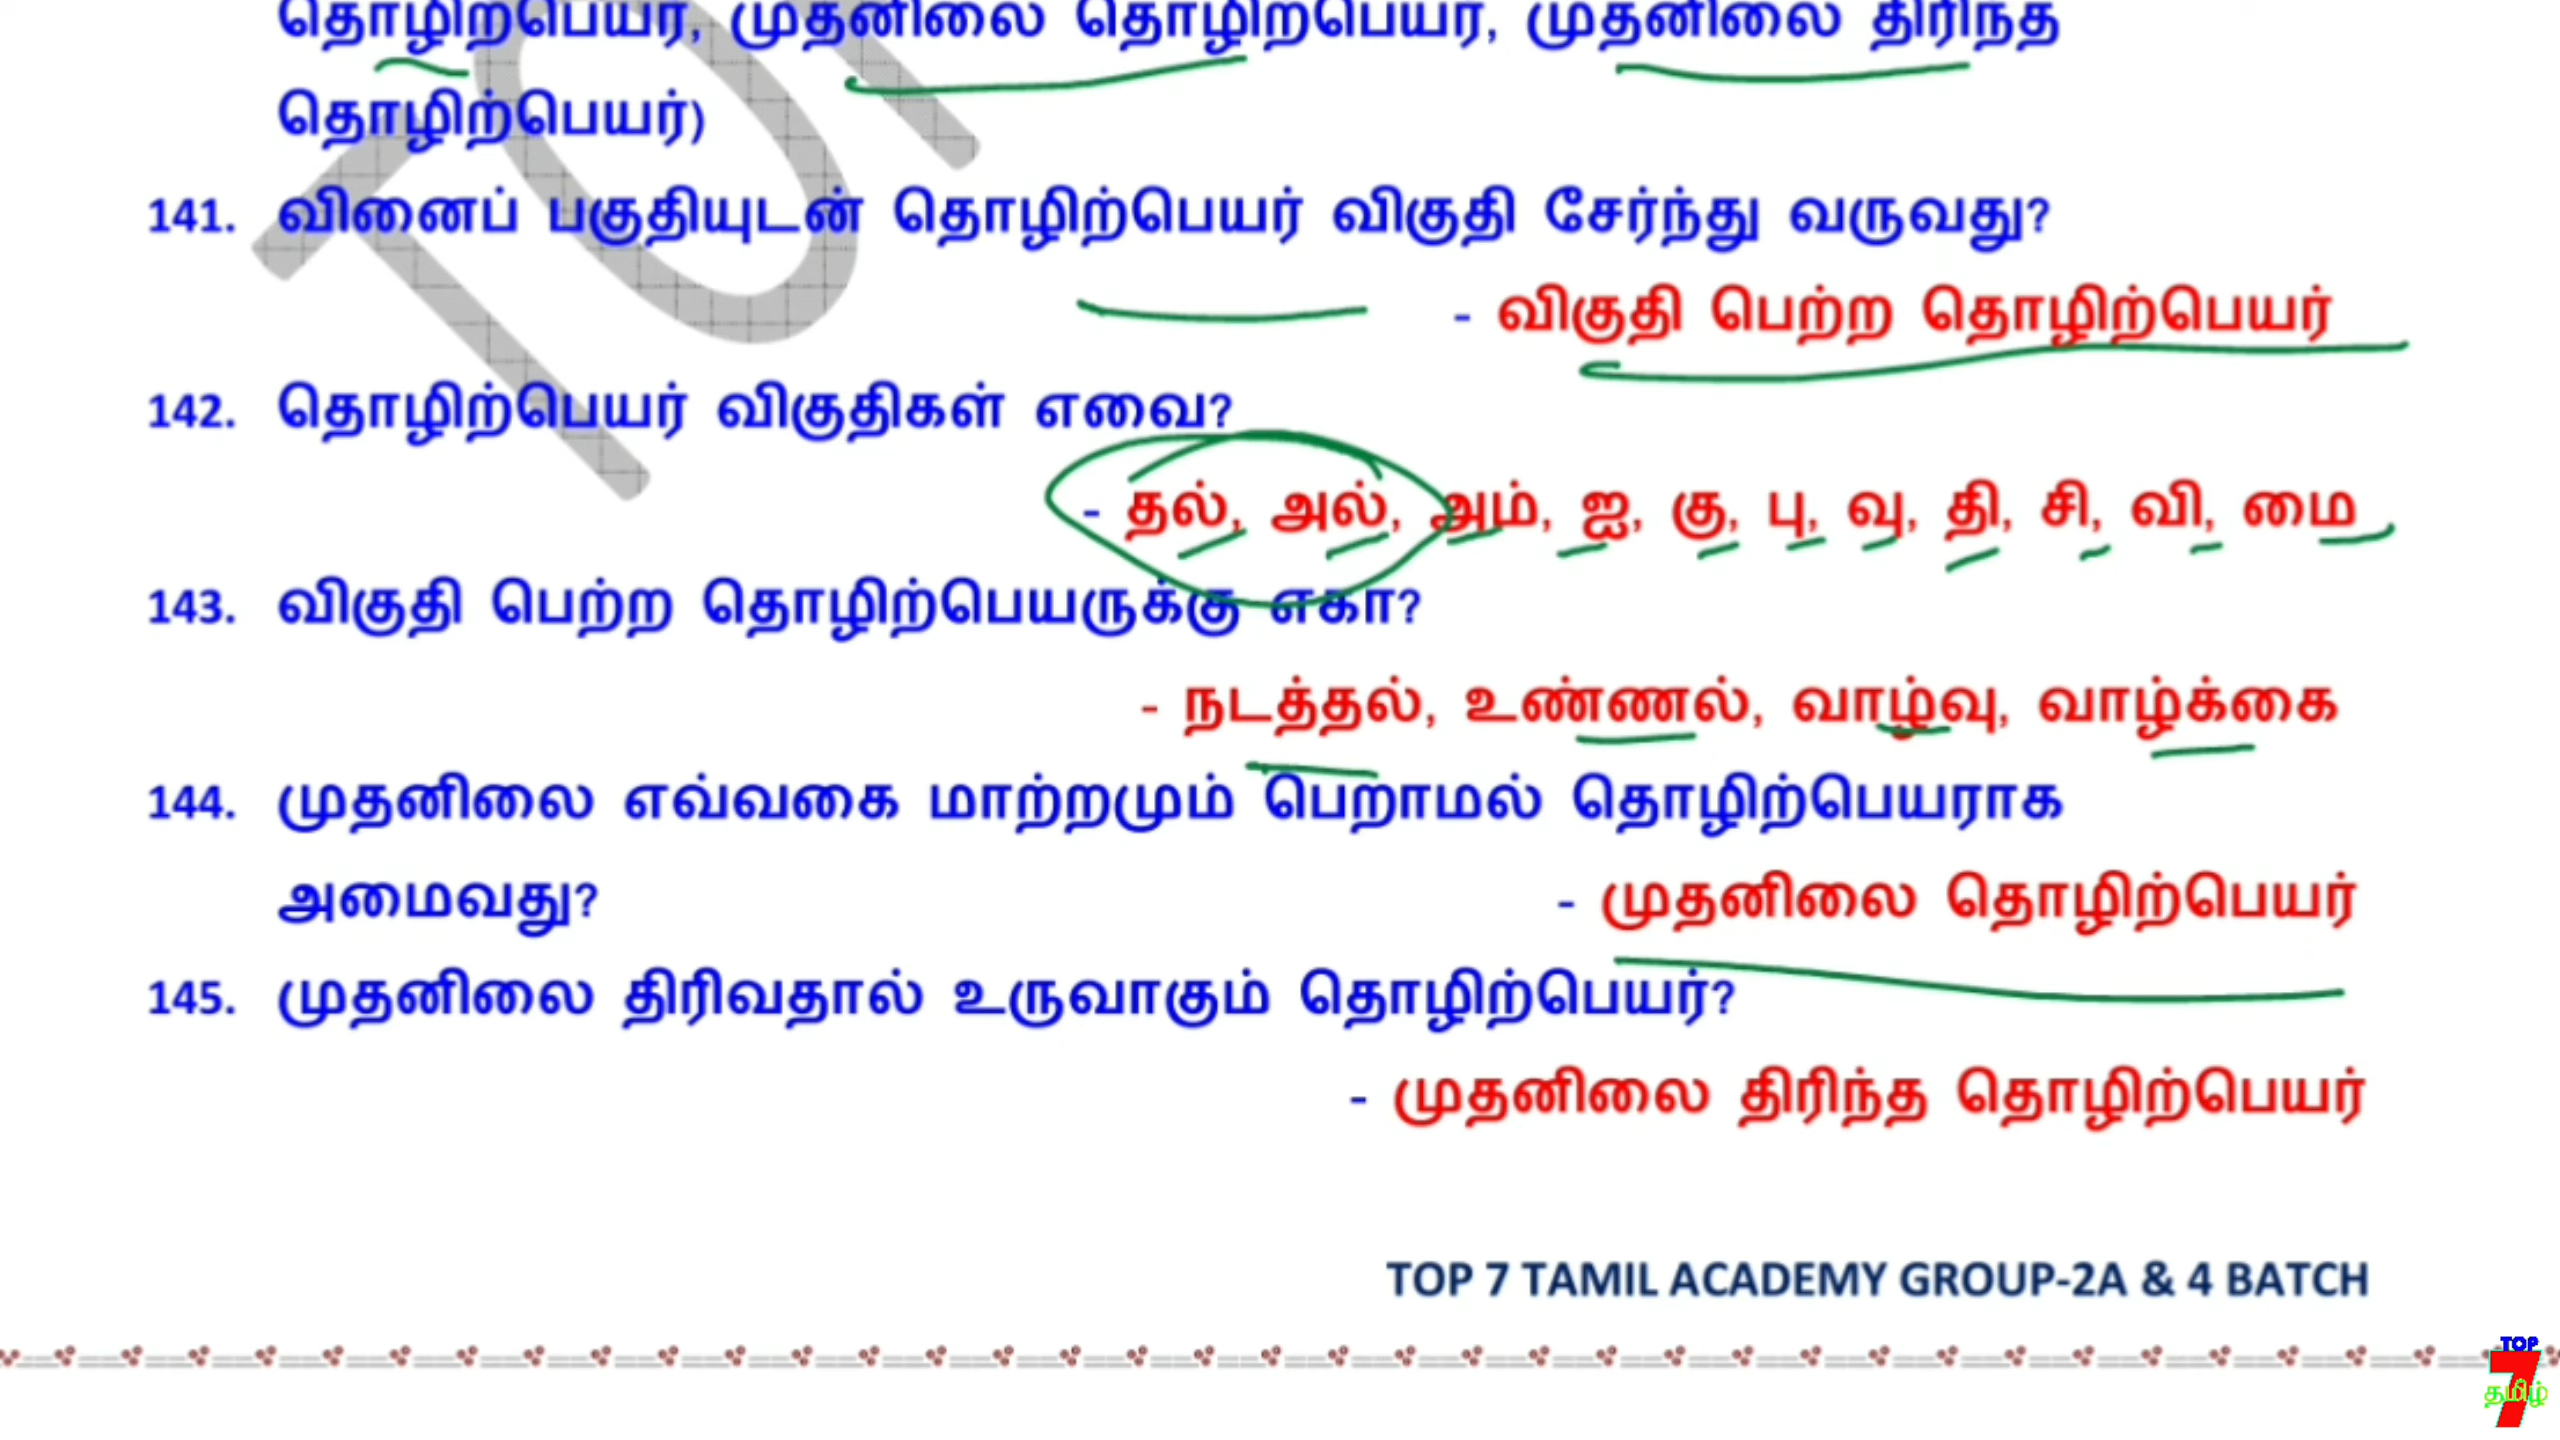 தொழிற்பெயர், முதனிலை தொழிற்பெயர், முதனிலை திரிந்த
தொழிற்பெயர்)
141. வினைப் பகுதியுடன் தொழிற்பெயர் விகுதி சேர்ந்து வருவது?
- விகுதி பெற்ற தொழிற்பெயர்
142. தொழிற்பெயர் விகுதிகள் எவை?
- தல், அல், அம், ஐ, கு, பு, வு, தி, சி, வி, மை
143. விகுதி பெற்ற தொழிற்பெயருக்கு எகா?
- நடத்தல், உண்ணல், வாழ்வு, வாழ்க்கை
144. முதனிலை எவ்வகை மாற்றமும் பெறாமல் தொழிற்பெயராக
அமைவது? - முதனிலை தொழிற்பெயர்
145. முதனிலை திரிவதால் உருவாகும் தொழிற்பெயர்?
- முதனிலை திரிந்த தொழிற்பெயர்
TOP 7 TAMIL ACADEMY GROUP-2A & 4 BATCH
TOP
7
தமிழ்